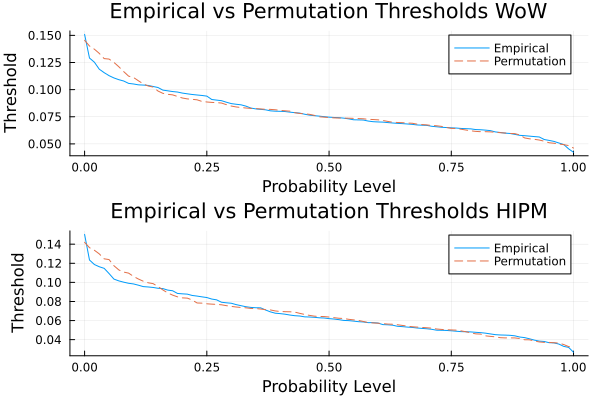 Empirical vs Permutation Thresholds WoW
0.150
0.125
0.100
0.075
0.050
Threshold
Empirical
Permutation
0.00 0.25 0.50 0.75 1.00
Probability Level
Empirical vs Permutation Thresholds HIPM
0.14
0.12
0.10
0.08
0.06
0.04
Threshold
Empirical
Permutation
0.00 0.25 0.50 0.75 1.00
Probability Level